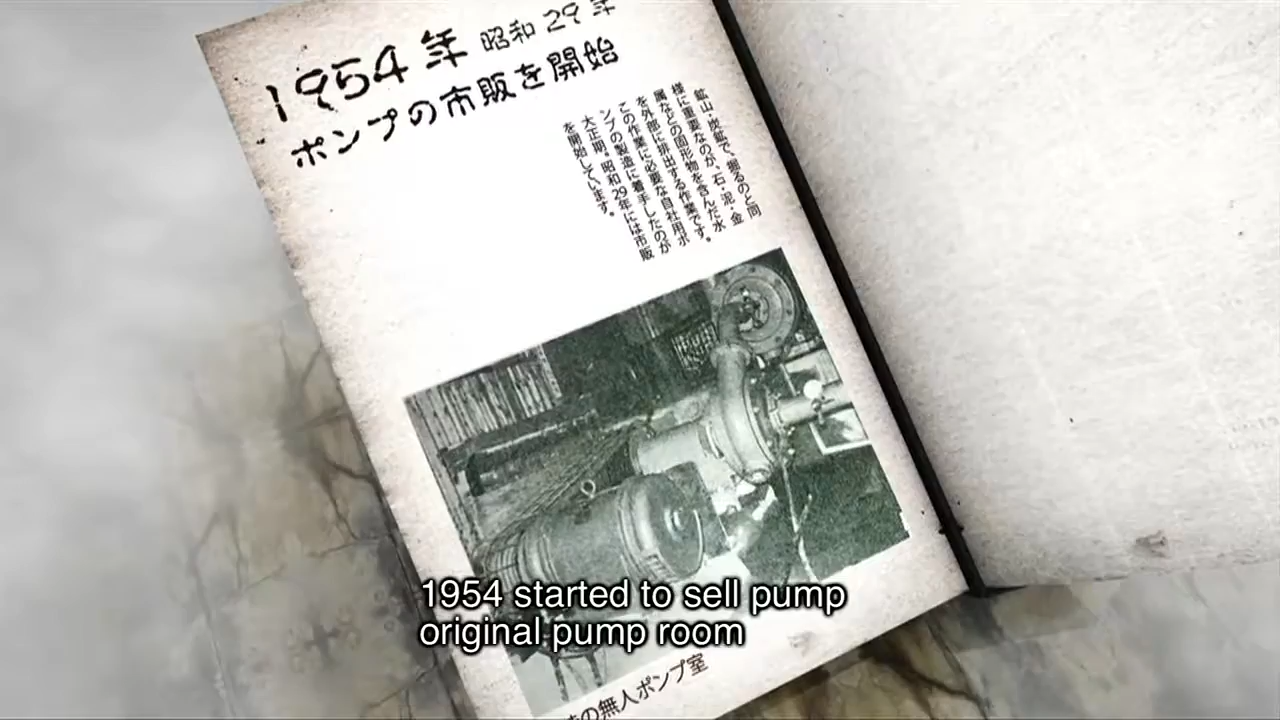 1954年 昭和29年
ポンプの市販を開始
鉱山・炭鉱で、掘るのと同
様に重要なのが、石・泥・金
属などの固形物を含んだ水
を外部に排出する作業です。
この作業に必要な自社用ポ
ンプの製造に着手したのが
大正期。昭和29年には市販
を開始しています。
1954 started to sell pump
original pump room
の無人ポンプ室